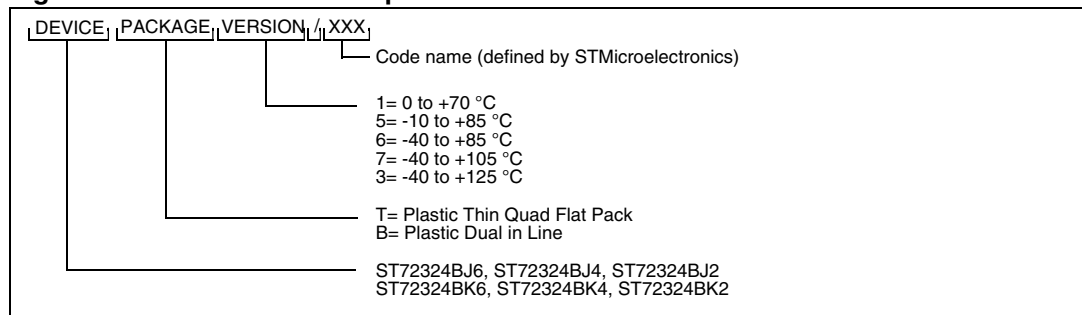 DEVICE PACKAGE VERSION / XXX
Code name (defined by STMicroelectronics)
1= 0 to +70 °C
5= -10 to +85 °C
6= -40 to +85 °C
7= -40 to +105 °C
3= -40 to +125 °C
T= Plastic Thin Quad Flat Pack
B= Plastic Dual in Line
ST72324BJ6, ST72324BJ4, ST72324BJ2
ST72324BK6, ST72324BK4, ST72324BK2